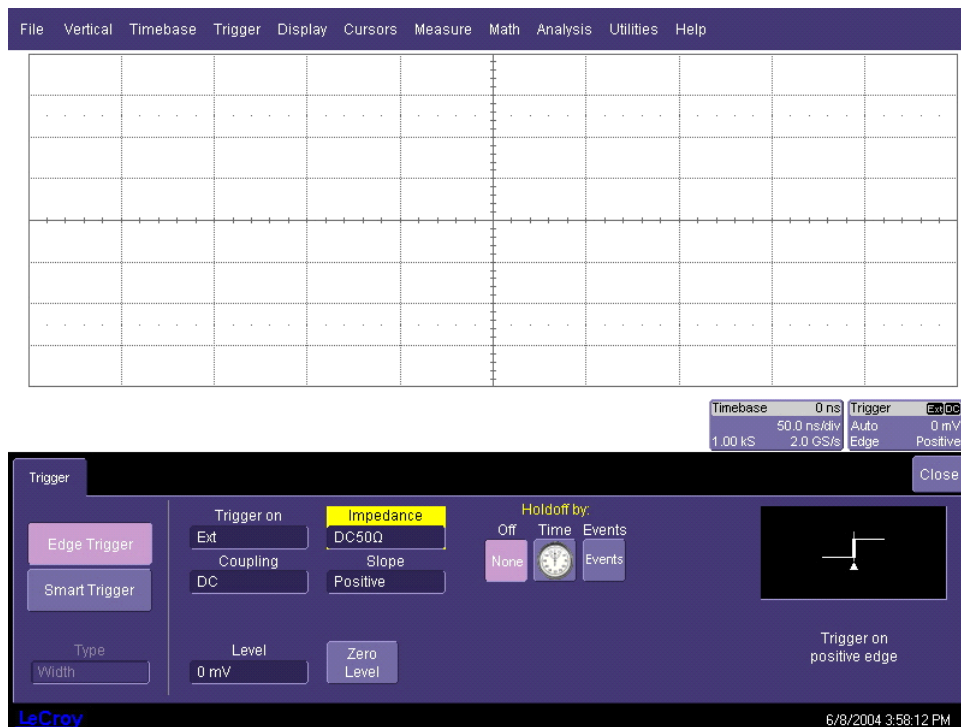 File Vertical Timebase Trigger Display Cursors Measure Math Analysis Utilities Help
Timebase 0 ns
50.0 ns/div
1.00 kS 2.0 GS/s
Trigger Ext DC
Auto 0 mV
Edge Positive
Trigger
Close
Edge Trigger
Smart Trigger
Type
Width
Trigger on
Ext
Coupling
DC
Level
0 mV
Impedance
DC50Ω
Slope
Positive
Zero
Level
Holdoff by:
Off Time Events
None Events
Trigger on
positive edge
LeCroy
6/8/2004 3:58:12 PM